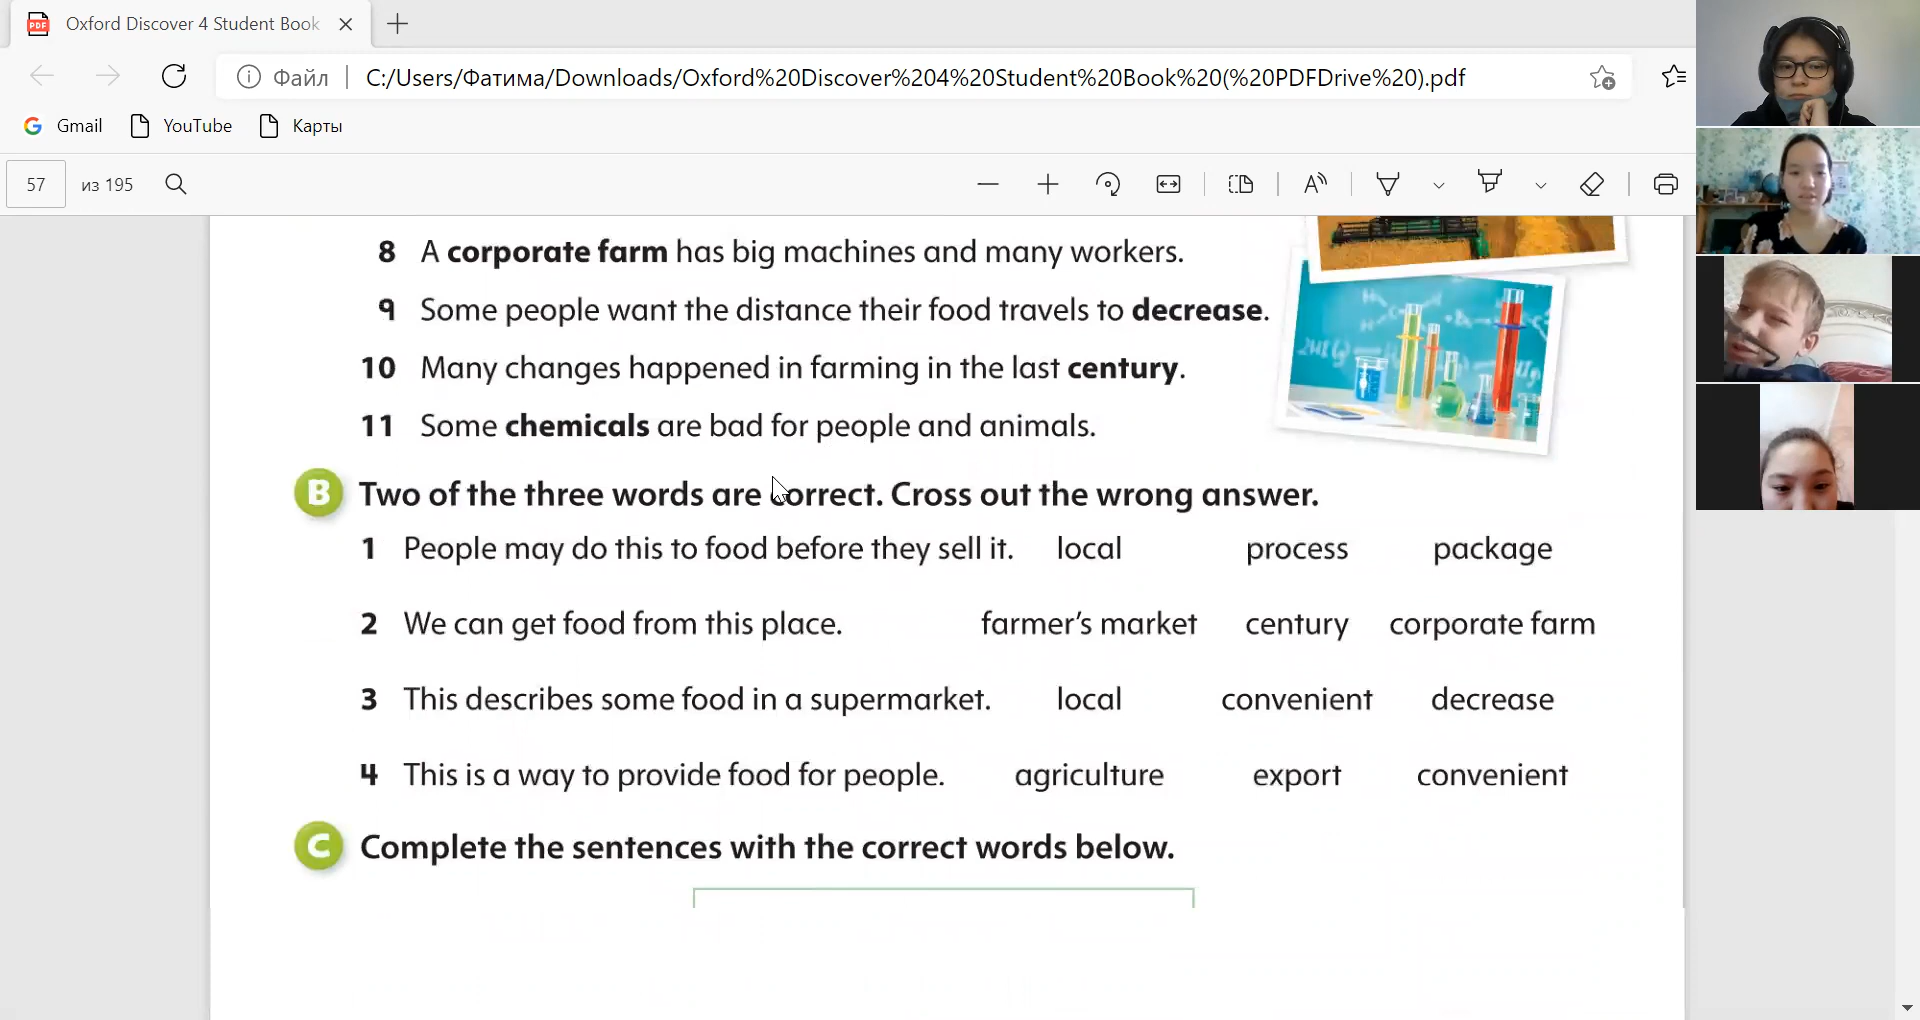 Oxford Discover 4 Student Book
Файл
C:/Users/Фатима/Downloads/Oxford%20Discover%204%20Student%20Book%20(%20PDFDrive%20).pdf
Gmail YouTube Карты
57 из 195
8 A corporate farm has big machines and many workers.
9 Some people want the distance their food travels to decrease.
10 Many changes happened in farming in the last century.
11 Some chemicals are bad for people and animals.
B Two of the three words are correct. Cross out the wrong answer.
1 People may do this to food before they sell it. local process package
2 We can get food from this place. farmer's market century corporate farm
3 This describes some food in a supermarket. local convenient decrease
4 This is a way to provide food for people. agriculture export convenient
C Complete the sentences with the correct words below.